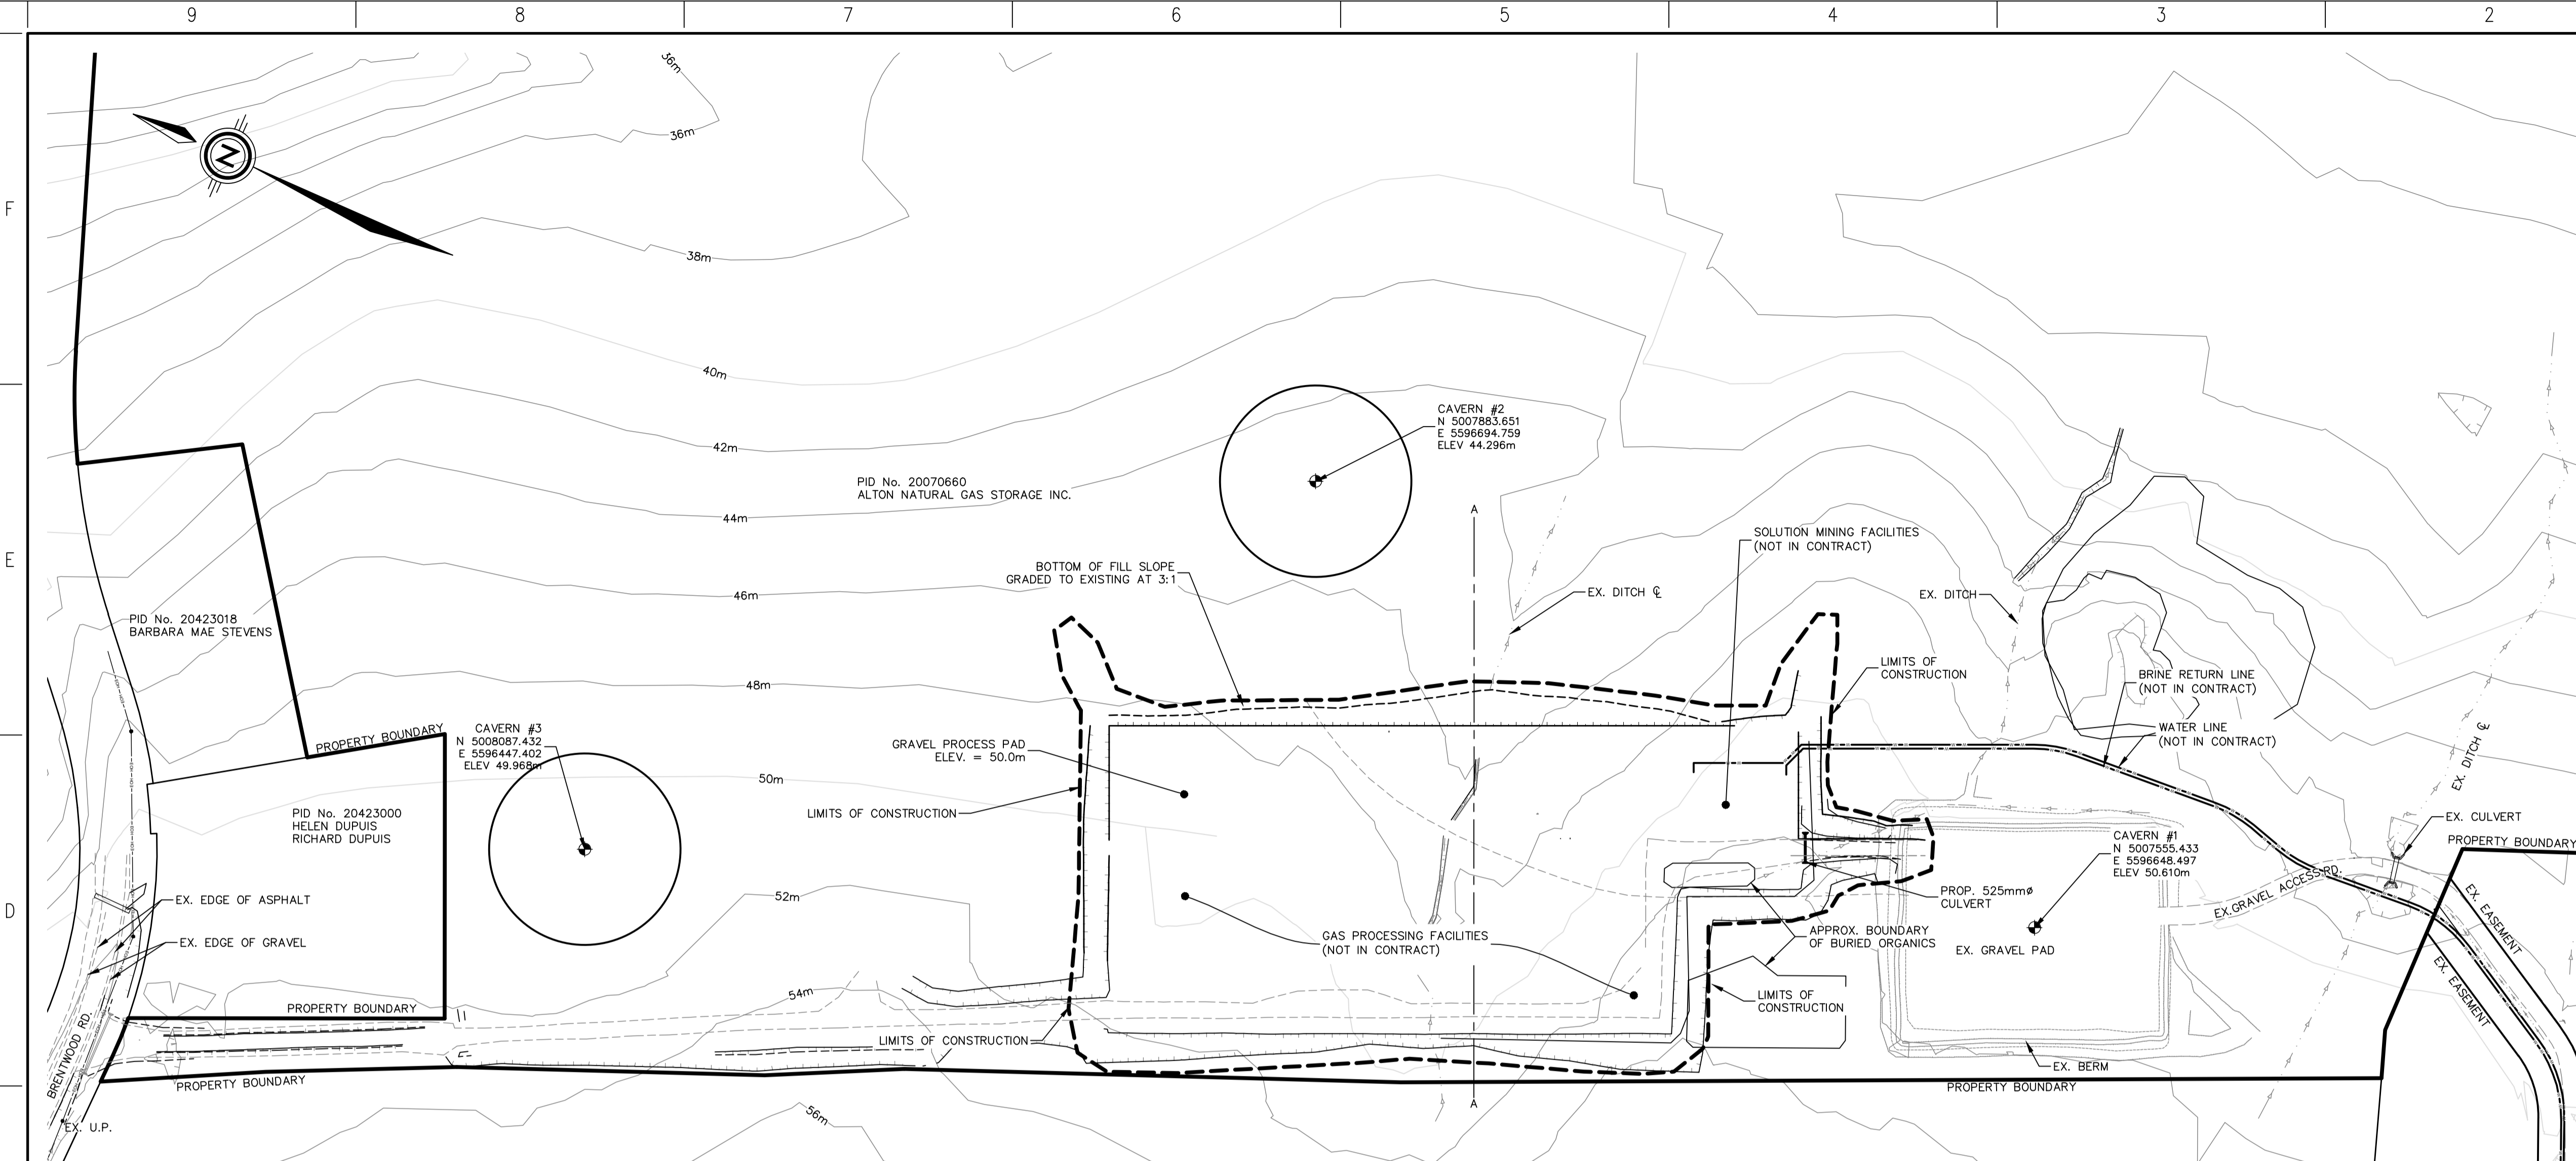 9
8
7
6
5
4
3
2
F
E
D
N
36m
36m
38m
40m
42m
44m
46m
48m
50m
52m
54m
56m
CAVERN #2
N 5007883.651
E 5596694.759
ELEV 44.296m
PID No. 20070660
ALTON NATURAL GAS STORAGE INC.
A
SOLUTION MINING FACILITIES
(NOT IN CONTRACT)
BOTTOM OF FILL SLOPE
GRADED TO EXISTING AT 3:1
EX. DITCH ℄
EX. DITCH
PID No. 20423018
BARBARA MAE STEVENS
LIMITS OF
CONSTRUCTION
BRINE RETURN LINE
(NOT IN CONTRACT)
WATER LINE
(NOT IN CONTRACT)
EX. DITCH ℄
PROPERTY BOUNDARY
CAVERN #3
N 5008087.432
E 5596447.402
ELEV 49.968m
GRAVEL PROCESS PAD
ELEV. = 50.0m
LIMITS OF CONSTRUCTION
PID No. 20423000
HELEN DUPUIS
RICHARD DUPUIS
EX. CULVERT
PROPERTY BOUNDARY
CAVERN #1
N 5007555.433
E 5596648.497
ELEV 50.610m
EX.GRAVEL ACCESS RD.
PROP. 525mmø
CULVERT
EX. EDGE OF ASPHALT
EX. EDGE OF GRAVEL
GAS PROCESSING FACILITIES
(NOT IN CONTRACT)
APPROX. BOUNDARY
OF BURIED ORGANICS
EX. GRAVEL PAD
EX. EASEMENT
EX. EASEMENT
LIMITS OF
CONSTRUCTION
PROPERTY BOUNDARY
LIMITS OF CONSTRUCTION
BRENTWOOD RD.
EX. BERM
PROPERTY BOUNDARY
PROPERTY BOUNDARY
A
EX. U.P.